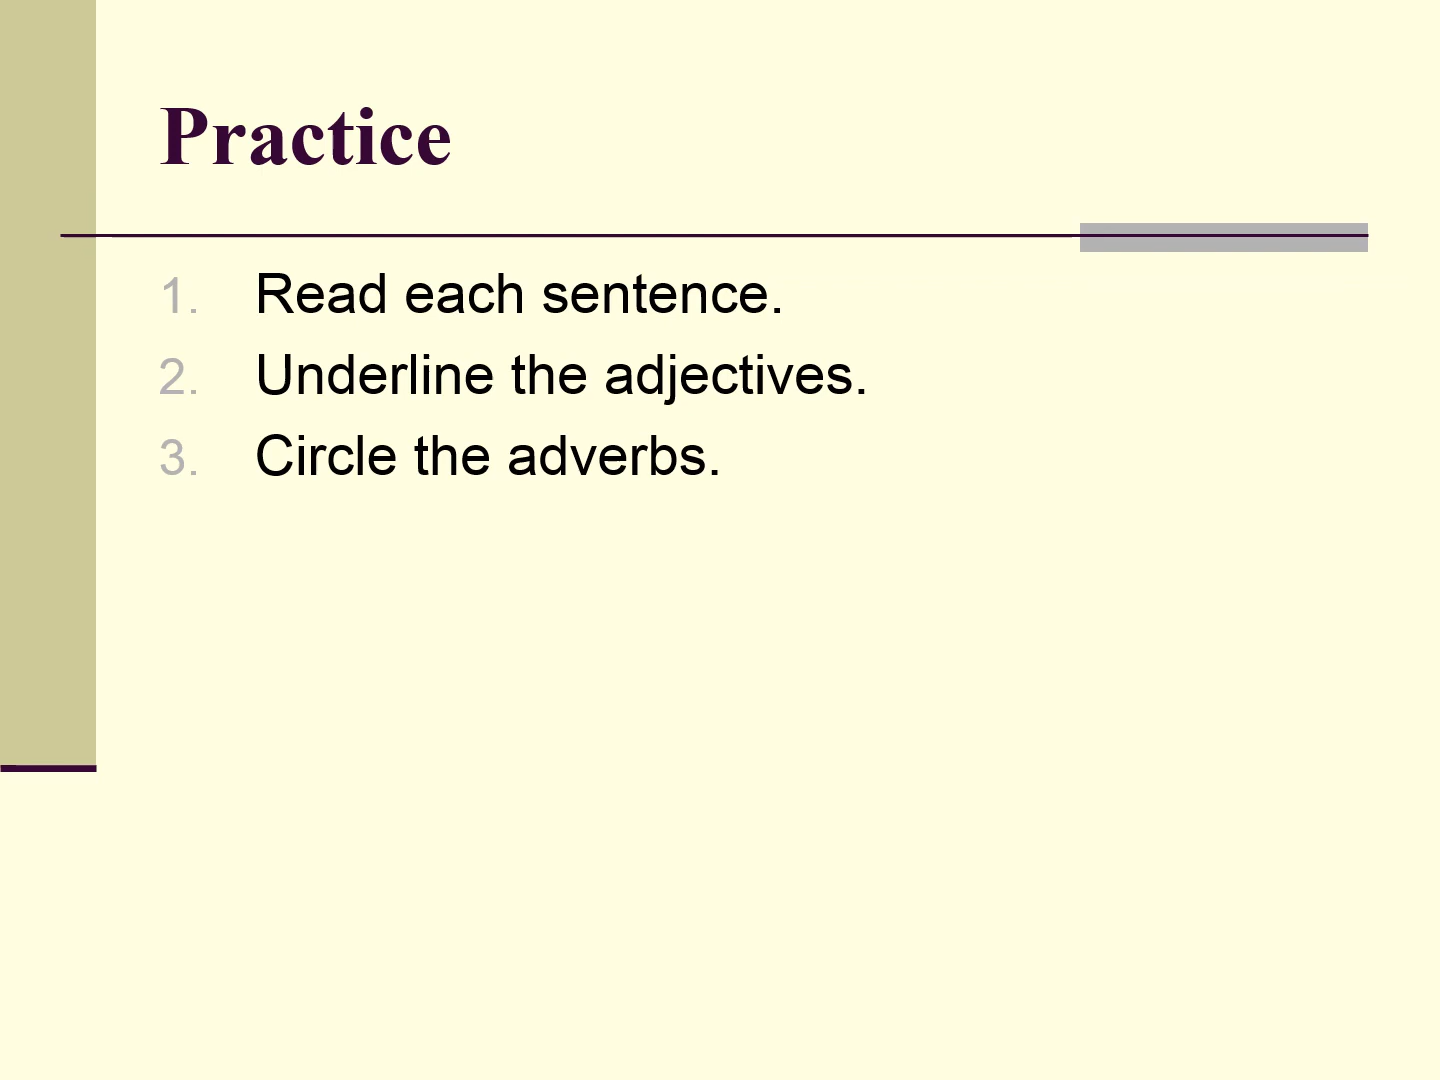 Practice
1. Read each sentence.
2. Underline the adjectives.
3. Circle the adverbs.